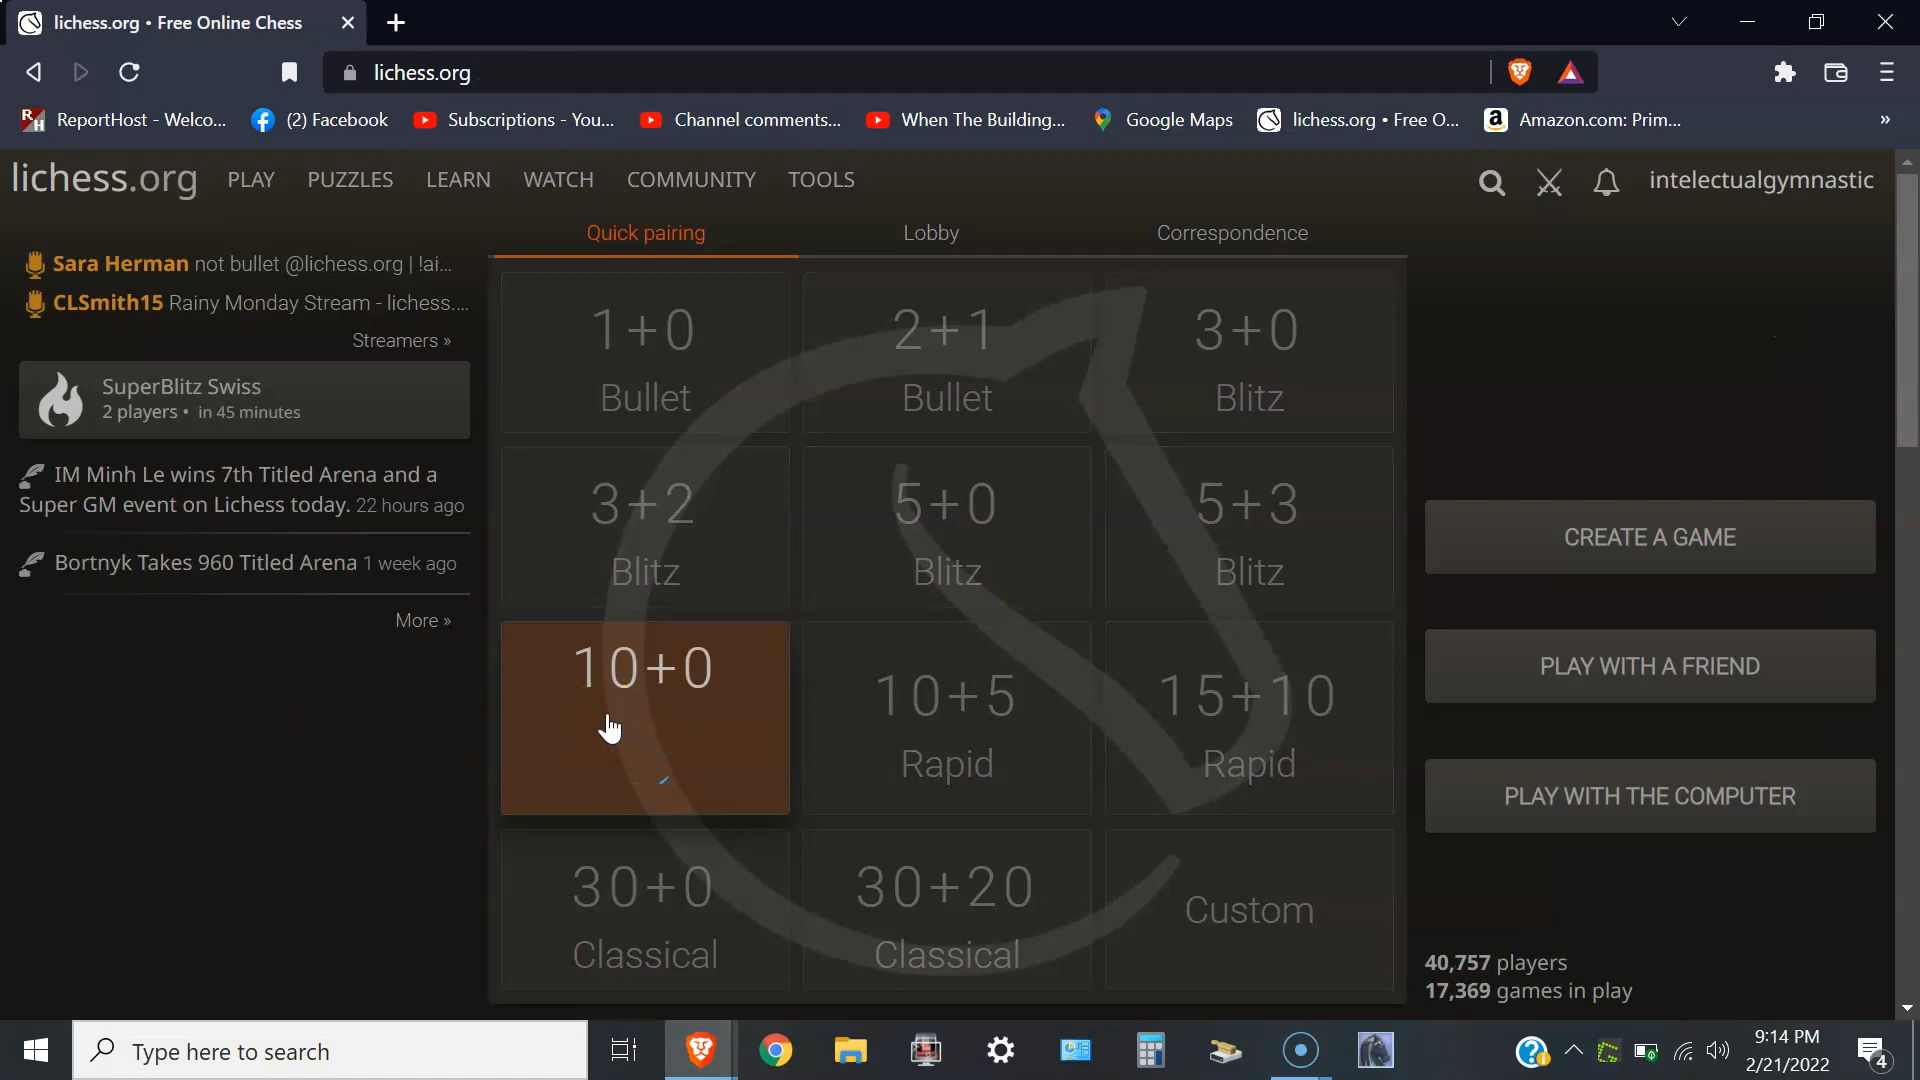 lichess.org • Free Online Chess
lichess.org
ReportHost - Welco...
(2) Facebook
Subscriptions - You...
Channel comments...
When The Building...
Google Maps
lichess.org • Free O...
Amazon.com: Prim...
»
lichess.org
PLAY
PUZZLES
LEARN
WATCH
COMMUNITY
TOOLS
intelectualgymnastic
Quick pairing
Lobby
Correspondence
Sara Herman not bullet @lichess.org | !ai...
CLSmith15 Rainy Monday Stream - lichess....
Streamers »
SuperBlitz Swiss
2 players • in 45 minutes
IM Minh Le wins 7th Titled Arena and a
Super GM event on Lichess today. 22 hours ago
Bortnyk Takes 960 Titled Arena 1 week ago
More »
1+0
Bullet
2+1
Bullet
3+0
Blitz
3+2
Blitz
5+0
Blitz
5+3
Blitz
10+0
10+5
Rapid
15+10
Rapid
30+0
Classical
30+20
Classical
Custom
CREATE A GAME
PLAY WITH A FRIEND
PLAY WITH THE COMPUTER
40,757 players
17,369 games in play
Type here to search
9:14 PM
2/21/2022
4